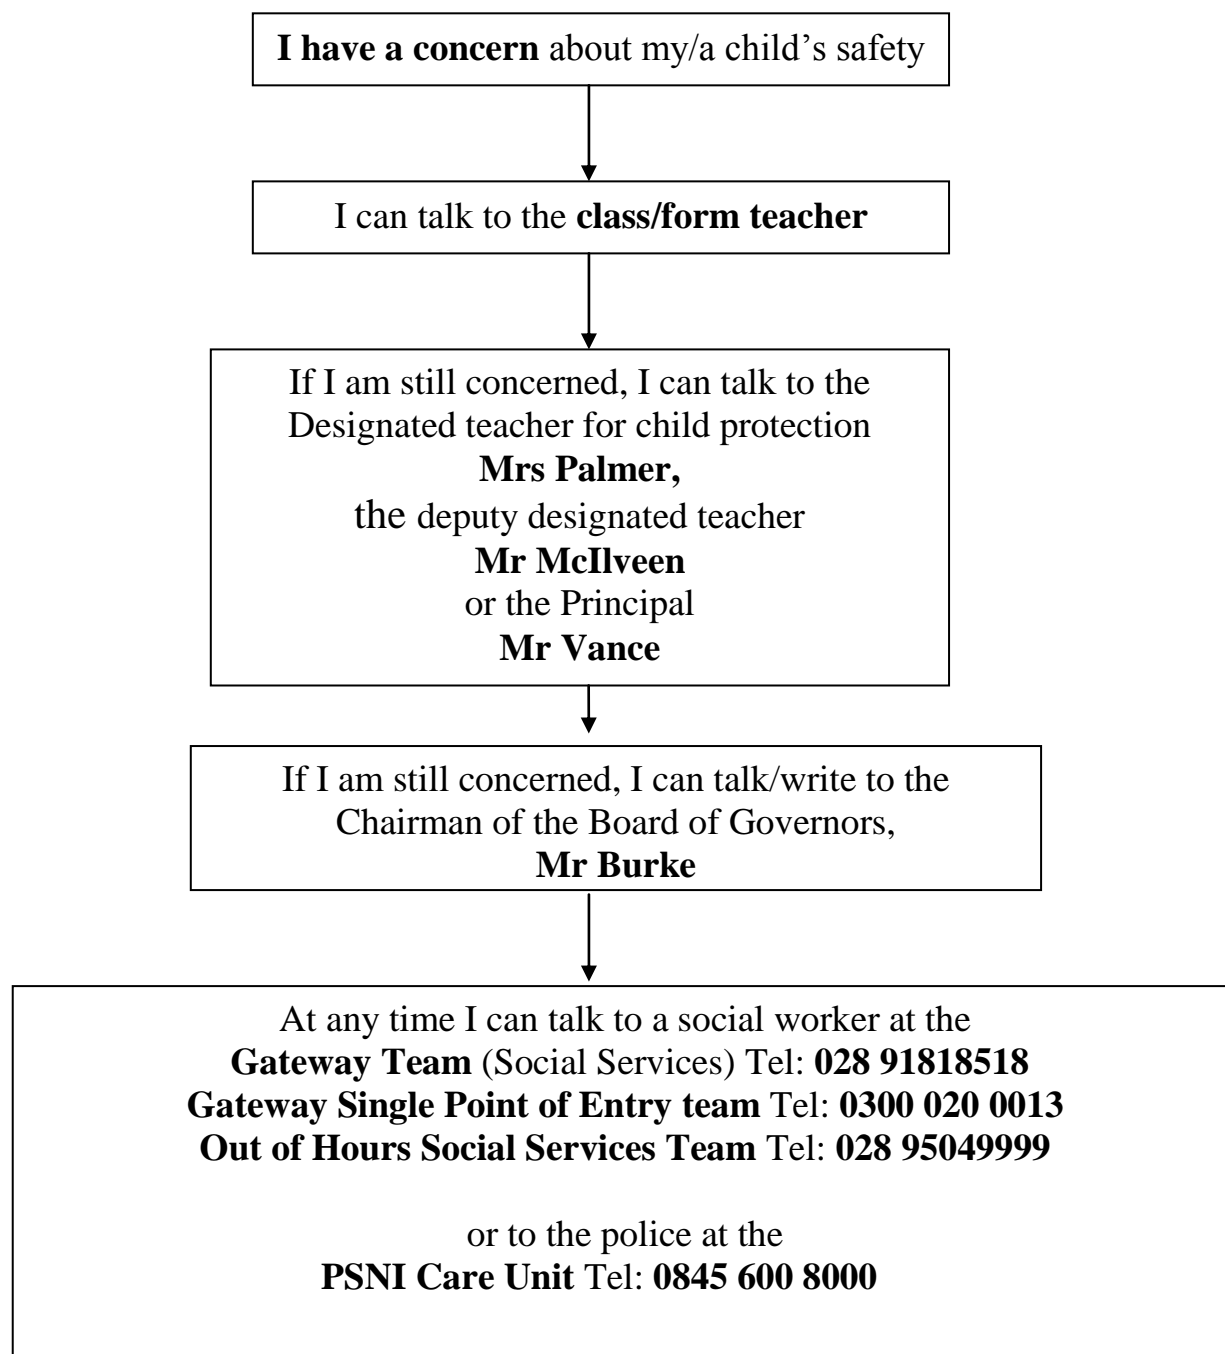 I have a concern about my/a child’s safety
I can talk to the class/form teacher
If I am still concerned, I can talk to the
Designated teacher for child protection
Mrs Palmer,
the deputy designated teacher
Mr McIlveen
or the Principal
Mr Vance
If I am still concerned, I can talk/write to the
Chairman of the Board of Governors,
Mr Burke
At any time I can talk to a social worker at the
Gateway Team (Social Services) Tel: 028 91818518
Gateway Single Point of Entry team Tel: 0300 020 0013
Out of Hours Social Services Team Tel: 028 95049999
or to the police at the
PSNI Care Unit Tel: 0845 600 8000